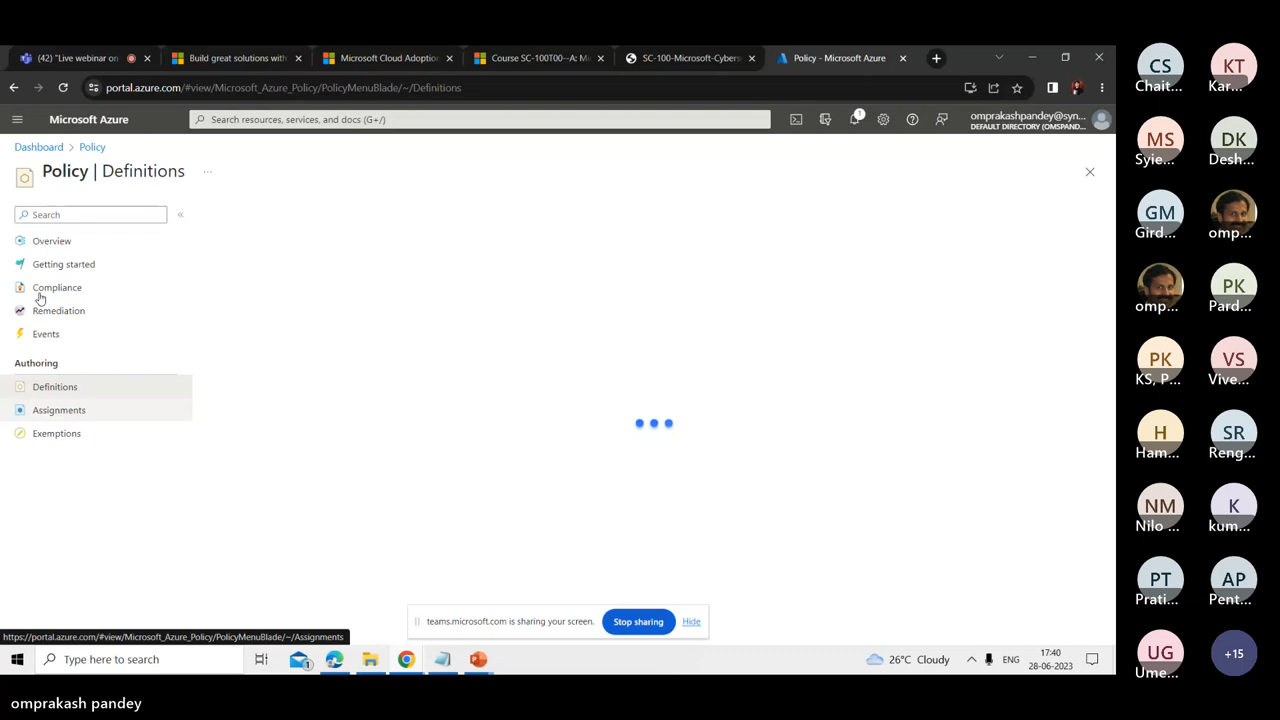 (42) "Live webinar on
Build great solutions with
Microsoft Cloud Adoption
Course SC-100T00--A: Mi
SC-100-Microsoft-Cybers
Policy - Microsoft Azure
portal.azure.com/#view/Microsoft_Azure_Policy/PolicyMenuBlade/~/Definitions
Microsoft Azure
Search resources, services, and docs (G+/)
1
omprakashpandey@syn...
DEFAULT DIRECTORY (OMSPAND...
Dashboard > Policy
Policy | Definitions ...
Search
«
Overview
Getting started
Compliance
Remediation
Events
Authoring
Definitions
Assignments
Exemptions
teams.microsoft.com is sharing your screen.
Stop sharing
Hide
https://portal.azure.com/#view/Microsoft_Azure_Policy/PolicyMenuBlade/~/Assignments
Type here to search
1
26°C Cloudy
ENG
17:40
28-06-2023
CS
Chait...
KT
Kar...
MS
Syie...
DK
Desh...
GM
Gird...
omp...
omp...
PK
Pard...
PK
KS, P...
VS
Vive...
H
Ham...
SR
Reng...
NM
Nilo ...
K
kum...
PT
Prati...
AP
Pent...
UG
Ume...
+15
omprakash pandey